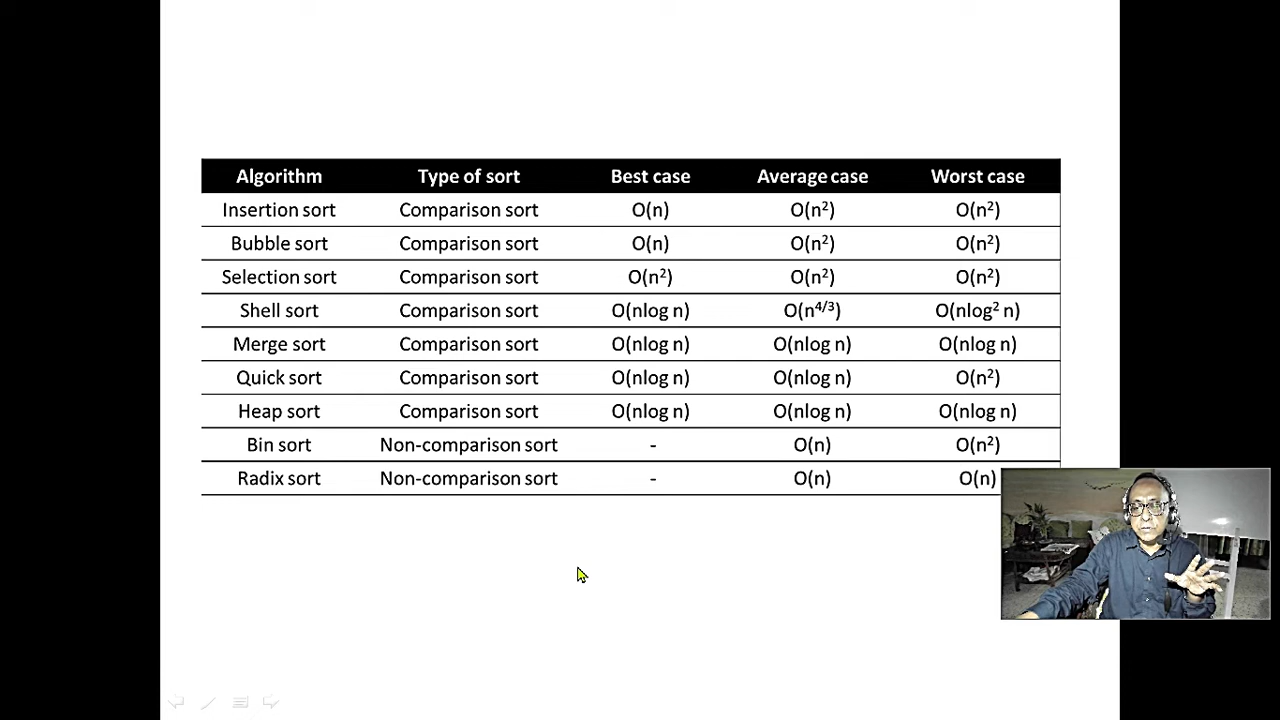 Algorithm Type of sort Best case Average case Worst case
Insertion sort Comparison sort O(n) O(n²) O(n²)
Bubble sort Comparison sort O(n) O(n²) O(n²)
Selection sort Comparison sort O(n²) O(n²) O(n²)
Shell sort Comparison sort O(nlog n) O(n⁴/³) O(nlog² n)
Merge sort Comparison sort O(nlog n) O(nlog n) O(nlog n)
Quick sort Comparison sort O(nlog n) O(nlog n) O(n²)
Heap sort Comparison sort O(nlog n) O(nlog n) O(nlog n)
Bin sort Non-comparison sort - O(n) O(n²)
Radix sort Non-comparison sort - O(n) O(n)